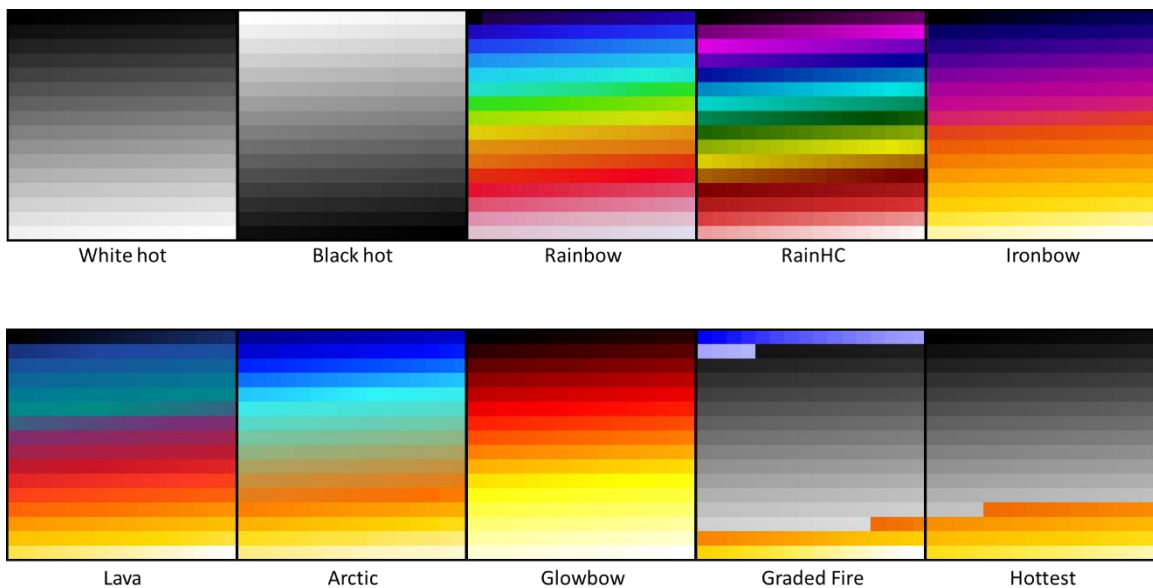 White hot
Black hot
Rainbow
RainHC
Ironbow
Lava
Arctic
Glowbow
Graded Fire
Hottest